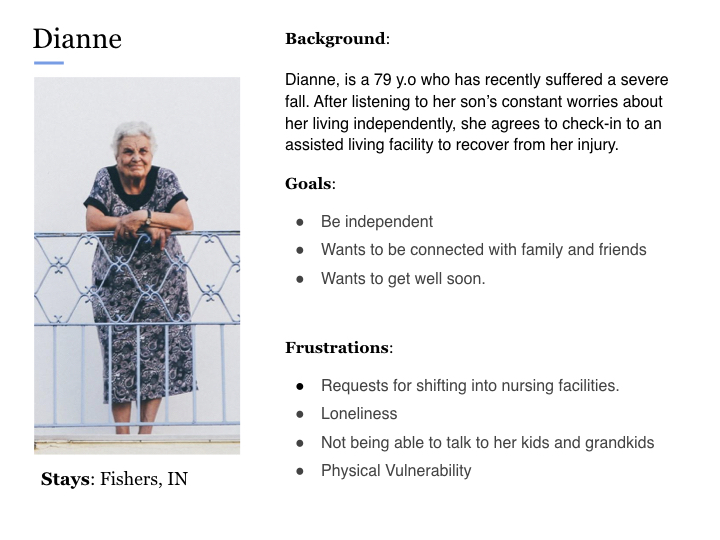 Dianne
Stays: Fishers, IN
Background:
Dianne, is a 79 y.o who has recently suffered a severe
fall. After listening to her son’s constant worries about
her living independently, she agrees to check-in to an
assisted living facility to recover from her injury.
Goals:
● Be independent
● Wants to be connected with family and friends
● Wants to get well soon.
Frustrations:
● Requests for shifting into nursing facilities.
● Loneliness
● Not being able to talk to her kids and grandkids
● Physical Vulnerability